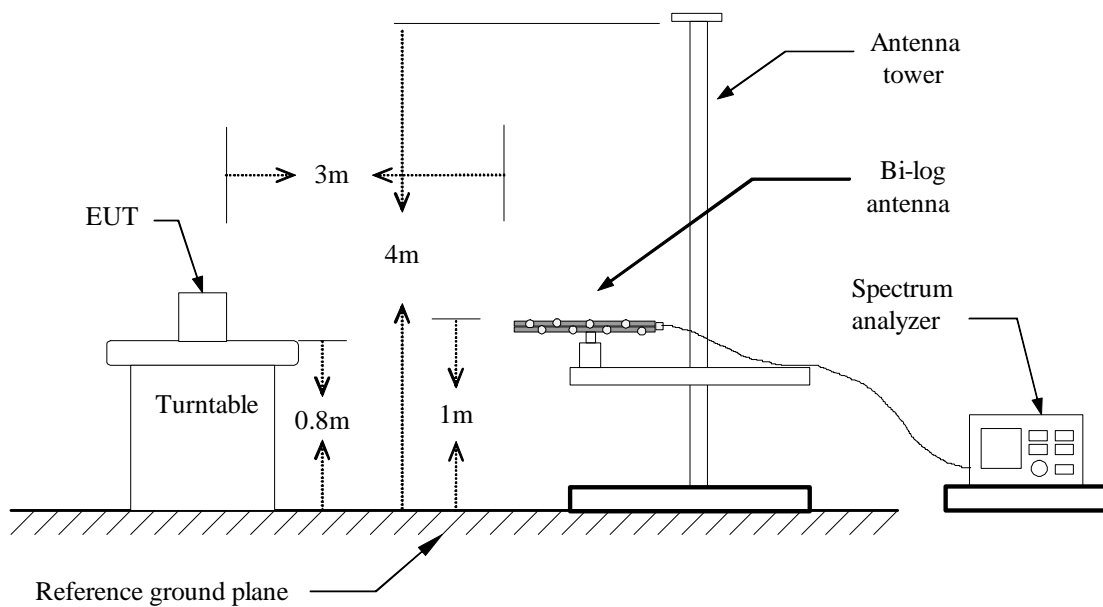 Antenna
tower
3m
Bi-log
antenna
EUT
4m
Spectrum
analyzer
Turntable
0.8m
1m
Reference ground plane